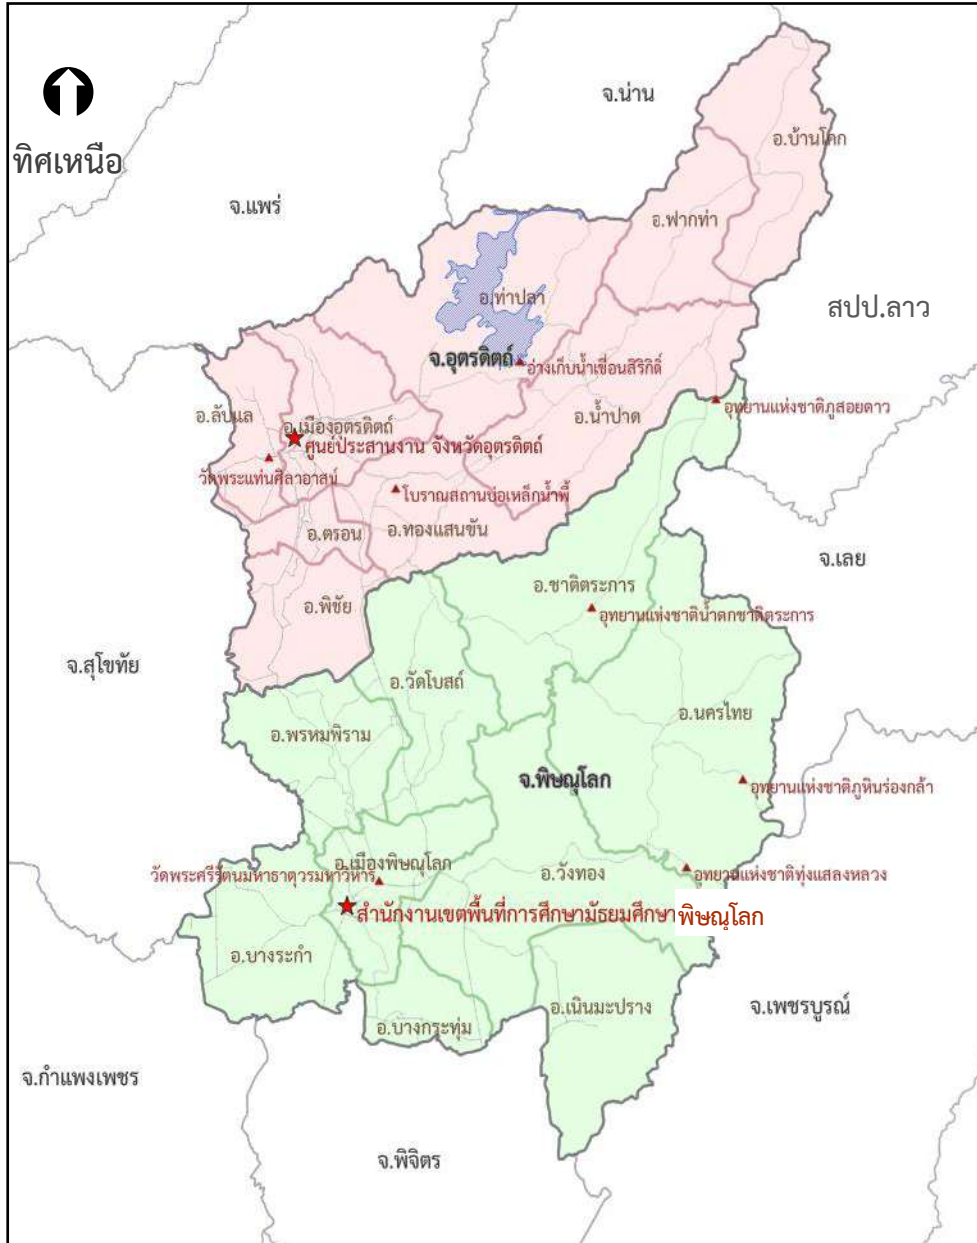 จ.น่าน
อ.บ้านโคก
ทิศเหนือ
จ.แพร่
อ.ฟากท่า
อ.ท่าปลา
สปป.ลาว
จ.อุตรดิตถ์
อ่างเก็บน้ำเขื่อนสิริกิติ์
อ.ลับแล
อ.เมืองอุตรดิตถ์
อ.น้ำปาด
อุทยานแห่งชาติภูสอยดาว
ศูนย์ประสานงาน จังหวัดอุตรดิตถ์
วัดพระแท่นศิลาอาสน์
โบราณสถานบ่อเหล็กน้ำพี้
อ.ตรอน
อ.ทองแสนขัน
จ.เลย
อ.ชาติตระการ
อ.พิชัย
อุทยานแห่งชาติน้ำตกชาติตระการ
จ.สุโขทัย
อ.วัดโบสถ์
อ.นครไทย
อ.พรหมพิราม
จ.พิษณุโลก
อุทยานแห่งชาติภูหินร่องกล้า
อ.เมืองพิษณุโลก
วัดพระศรีรัตนมหาธาตุวรมหาวิหาร
อ.วังทอง
อุทยานแห่งชาติทุ่งแสลงหลวง
สำนักงานเขตพื้นที่การศึกษามัธยมศึกษา พิษณุโลก
อ.บางระกำ
อ.เนินมะปราง
จ.เพชรบูรณ์
อ.บางกระทุ่ม
จ.กำแพงเพชร
จ.พิจิตร